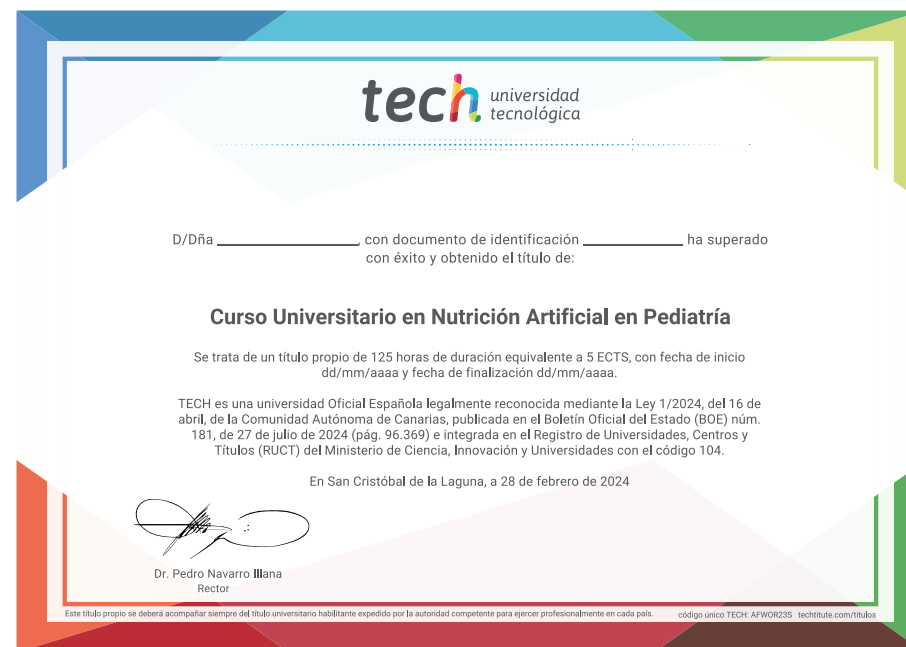 tech universidad
tecnológica
D/Dña ____________________, con documento de identificación ______________ ha superado
con éxito y obtenido el título de:
Curso Universitario en Nutrición Artificial en Pediatría
Se trata de un título propio de 125 horas de duración equivalente a 5 ECTS, con fecha de inicio
dd/mm/aaaa y fecha de finalización dd/mm/aaaa.
TECH es una universidad Oficial Española legalmente reconocida mediante la Ley 1/2024, del 16 de
abril, de la Comunidad Autónoma de Canarias, publicada en el Boletín Oficial del Estado (BOE) núm.
181, de 27 de julio de 2024 (pág. 96.369) e integrada en el Registro de Universidades, Centros y
Títulos (RUCT) del Ministerio de Ciencia, Innovación y Universidades con el código 104.
En San Cristóbal de la Laguna, a 28 de febrero de 2024
Dr. Pedro Navarro Illana
Rector
Este título propio se deberá acompañar siempre del título universitario habilitante expedido por la autoridad competente para ejercer profesionalmente en cada país. código único TECH: AFWOR23S techtitute.com/titulos